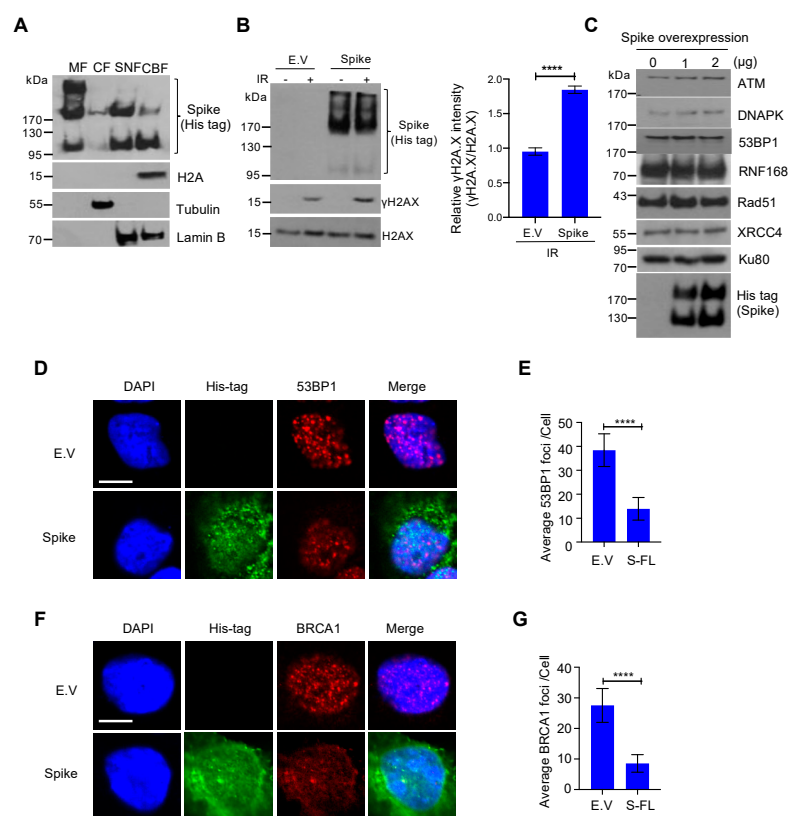 A
MF CF SNF CBF
kDa
170
130
95
Spike
(His tag)
15
H2A
55
Tubulin
70
Lamin B
B
E.V Spike
IR - + - +
kDa
170
130
95
Spike
(His tag)
15
γH2AX
15
H2AX
Relative γH2A.X intensity
(γH2A.X/H2A.X)
2.0
1.5
1.0
0.5
0.0
****
E.V Spike
IR
C
Spike overexpression
0 1 2 (μg)
kDa
170
ATM
170
DNAPK
170
53BP1
70
RNF168
43
Rad51
55
XRCC4
95
70
Ku80
170
130
His tag
(Spike)
D
DAPI His-tag 53BP1 Merge
E.V
Spike
E
Average 53BP1 foci /Cell
50
40
30
20
10
0
****
E.V S-FL
F
DAPI His-tag BRCA1 Merge
E.V
Spike
G
Average BRCA1 foci /Cell
40
30
20
10
0
****
E.V S-FL